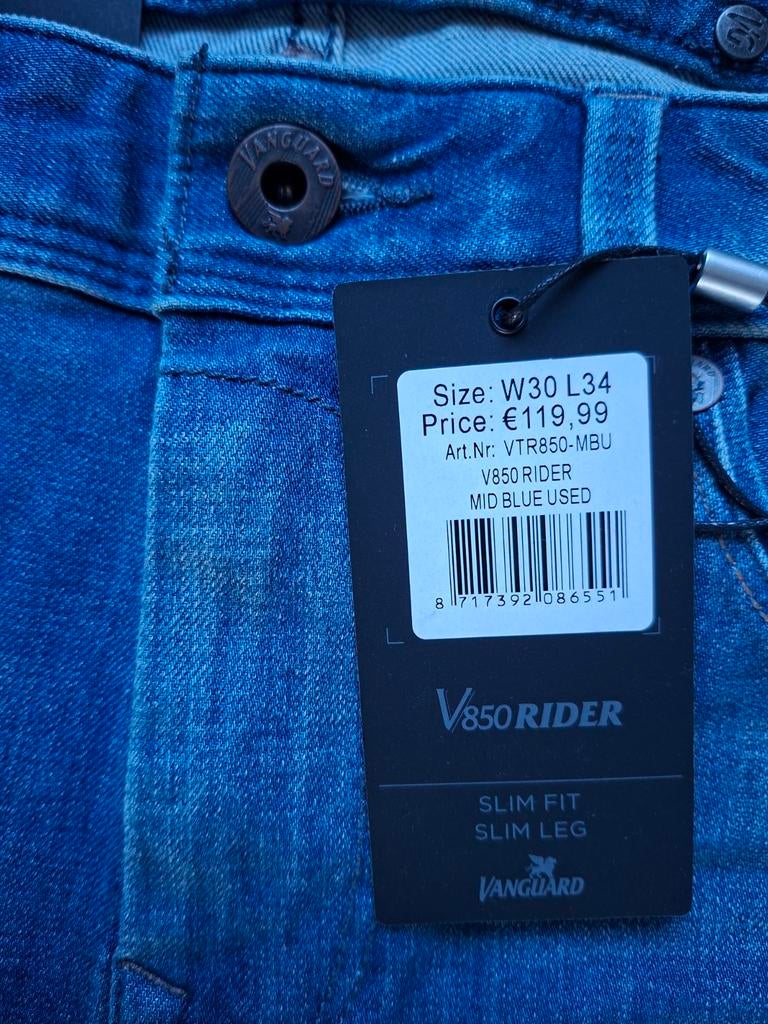 VANGUARD
Size: W30 L34
Price: €119,99
Art.Nr: VTR850-MBU
V850 RIDER
MID BLUE USED
8 717392 086551
V850 RIDER
SLIM FIT
SLIM LEG
VANGUARD